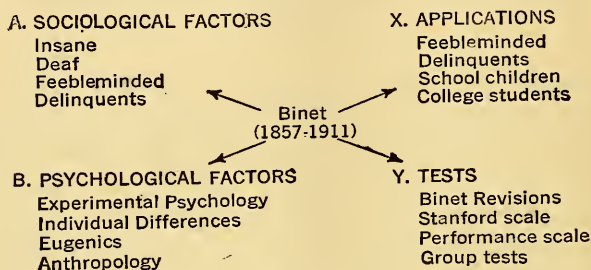 A. SOCIOLOGICAL FACTORS
Insane
Deaf
Feebleminded
Delinquents
X. APPLICATIONS
Feebleminded
Delinquents
School children
College students
Binet
(1857-1911)
B. PSYCHOLOGICAL FACTORS
Experimental Psychology
Individual Differences
Eugenics
Anthropology
Y. TESTS
Binet Revisions
Stanford scale
Performance scale
Group tests